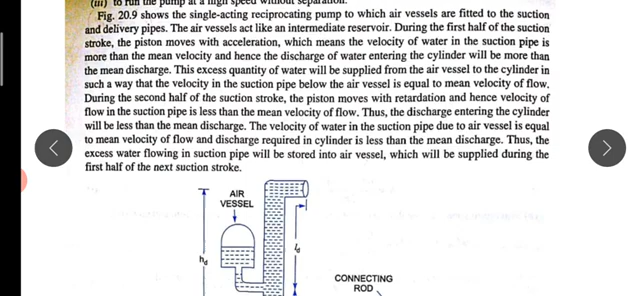 (iii) to run the pump at a high speed without separation.
Fig. 20.9 shows the single-acting reciprocating pump to which air vessels are fitted to the suction
and delivery pipes. The air vessels act like an intermediate reservoir. During the first half of the suction
stroke, the piston moves with acceleration, which means the velocity of water in the suction pipe is
more than the mean velocity and hence the discharge of water entering the cylinder will be more than
the mean discharge. This excess quantity of water will be supplied from the air vessel to the cylinder in
such a way that the velocity in the suction pipe below the air vessel is equal to mean velocity of flow.
During the second half of the suction stroke, the piston moves with retardation and hence velocity of
flow in the suction pipe is less than the mean velocity of flow. Thus, the discharge entering the cylinder
will be less than the mean discharge. The velocity of water in the suction pipe due to air vessel is equal
to mean velocity of flow and discharge required in cylinder is less than the mean discharge. Thus, the
excess water flowing in suction pipe will be stored into air vessel, which will be supplied during the
first half of the next suction stroke.
AIR
VESSEL
ld
hd
CONNECTING
ROD